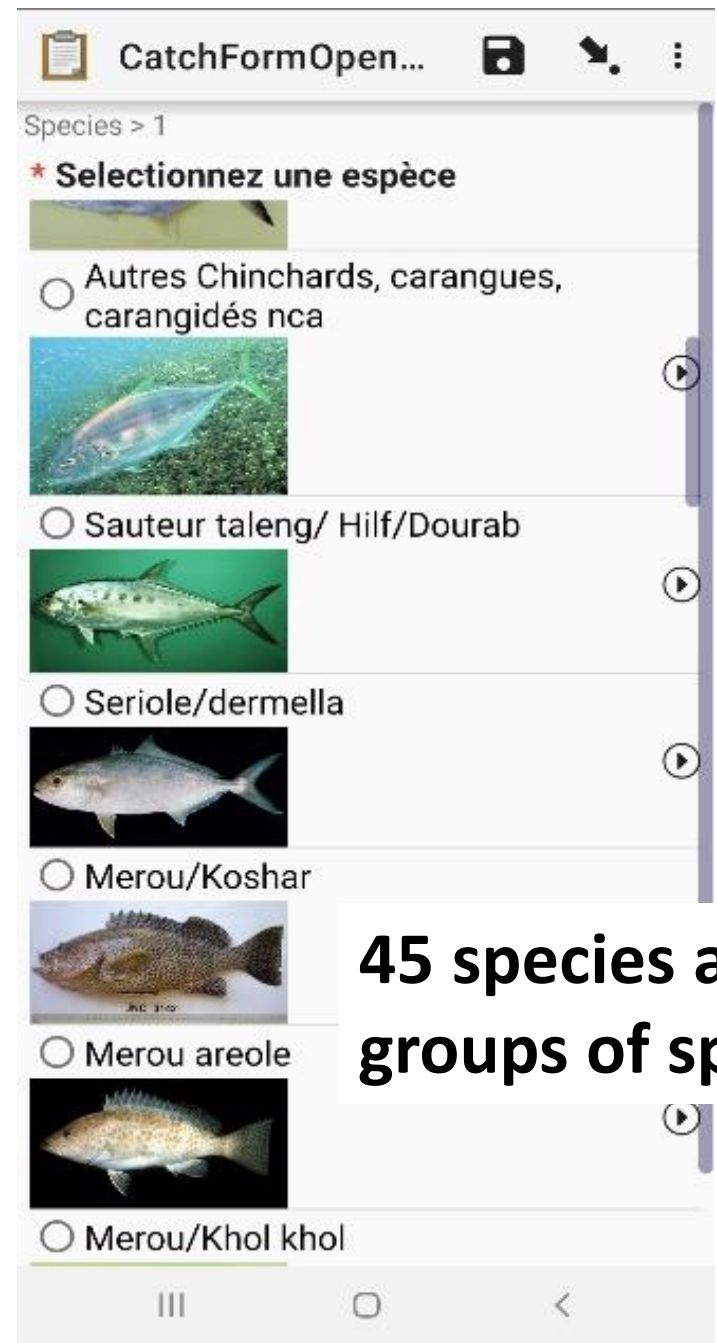 CatchFormOpen...
Species > 1
* Selectionnez une espèce
Autres Chinchards, carangues,
carangidés nca
Sauteur taleng/ Hilf/Dourab
Seriole/dermella
Merou/Koshar
45 species a
groups of sp
Merou areole
Merou/Khol khol